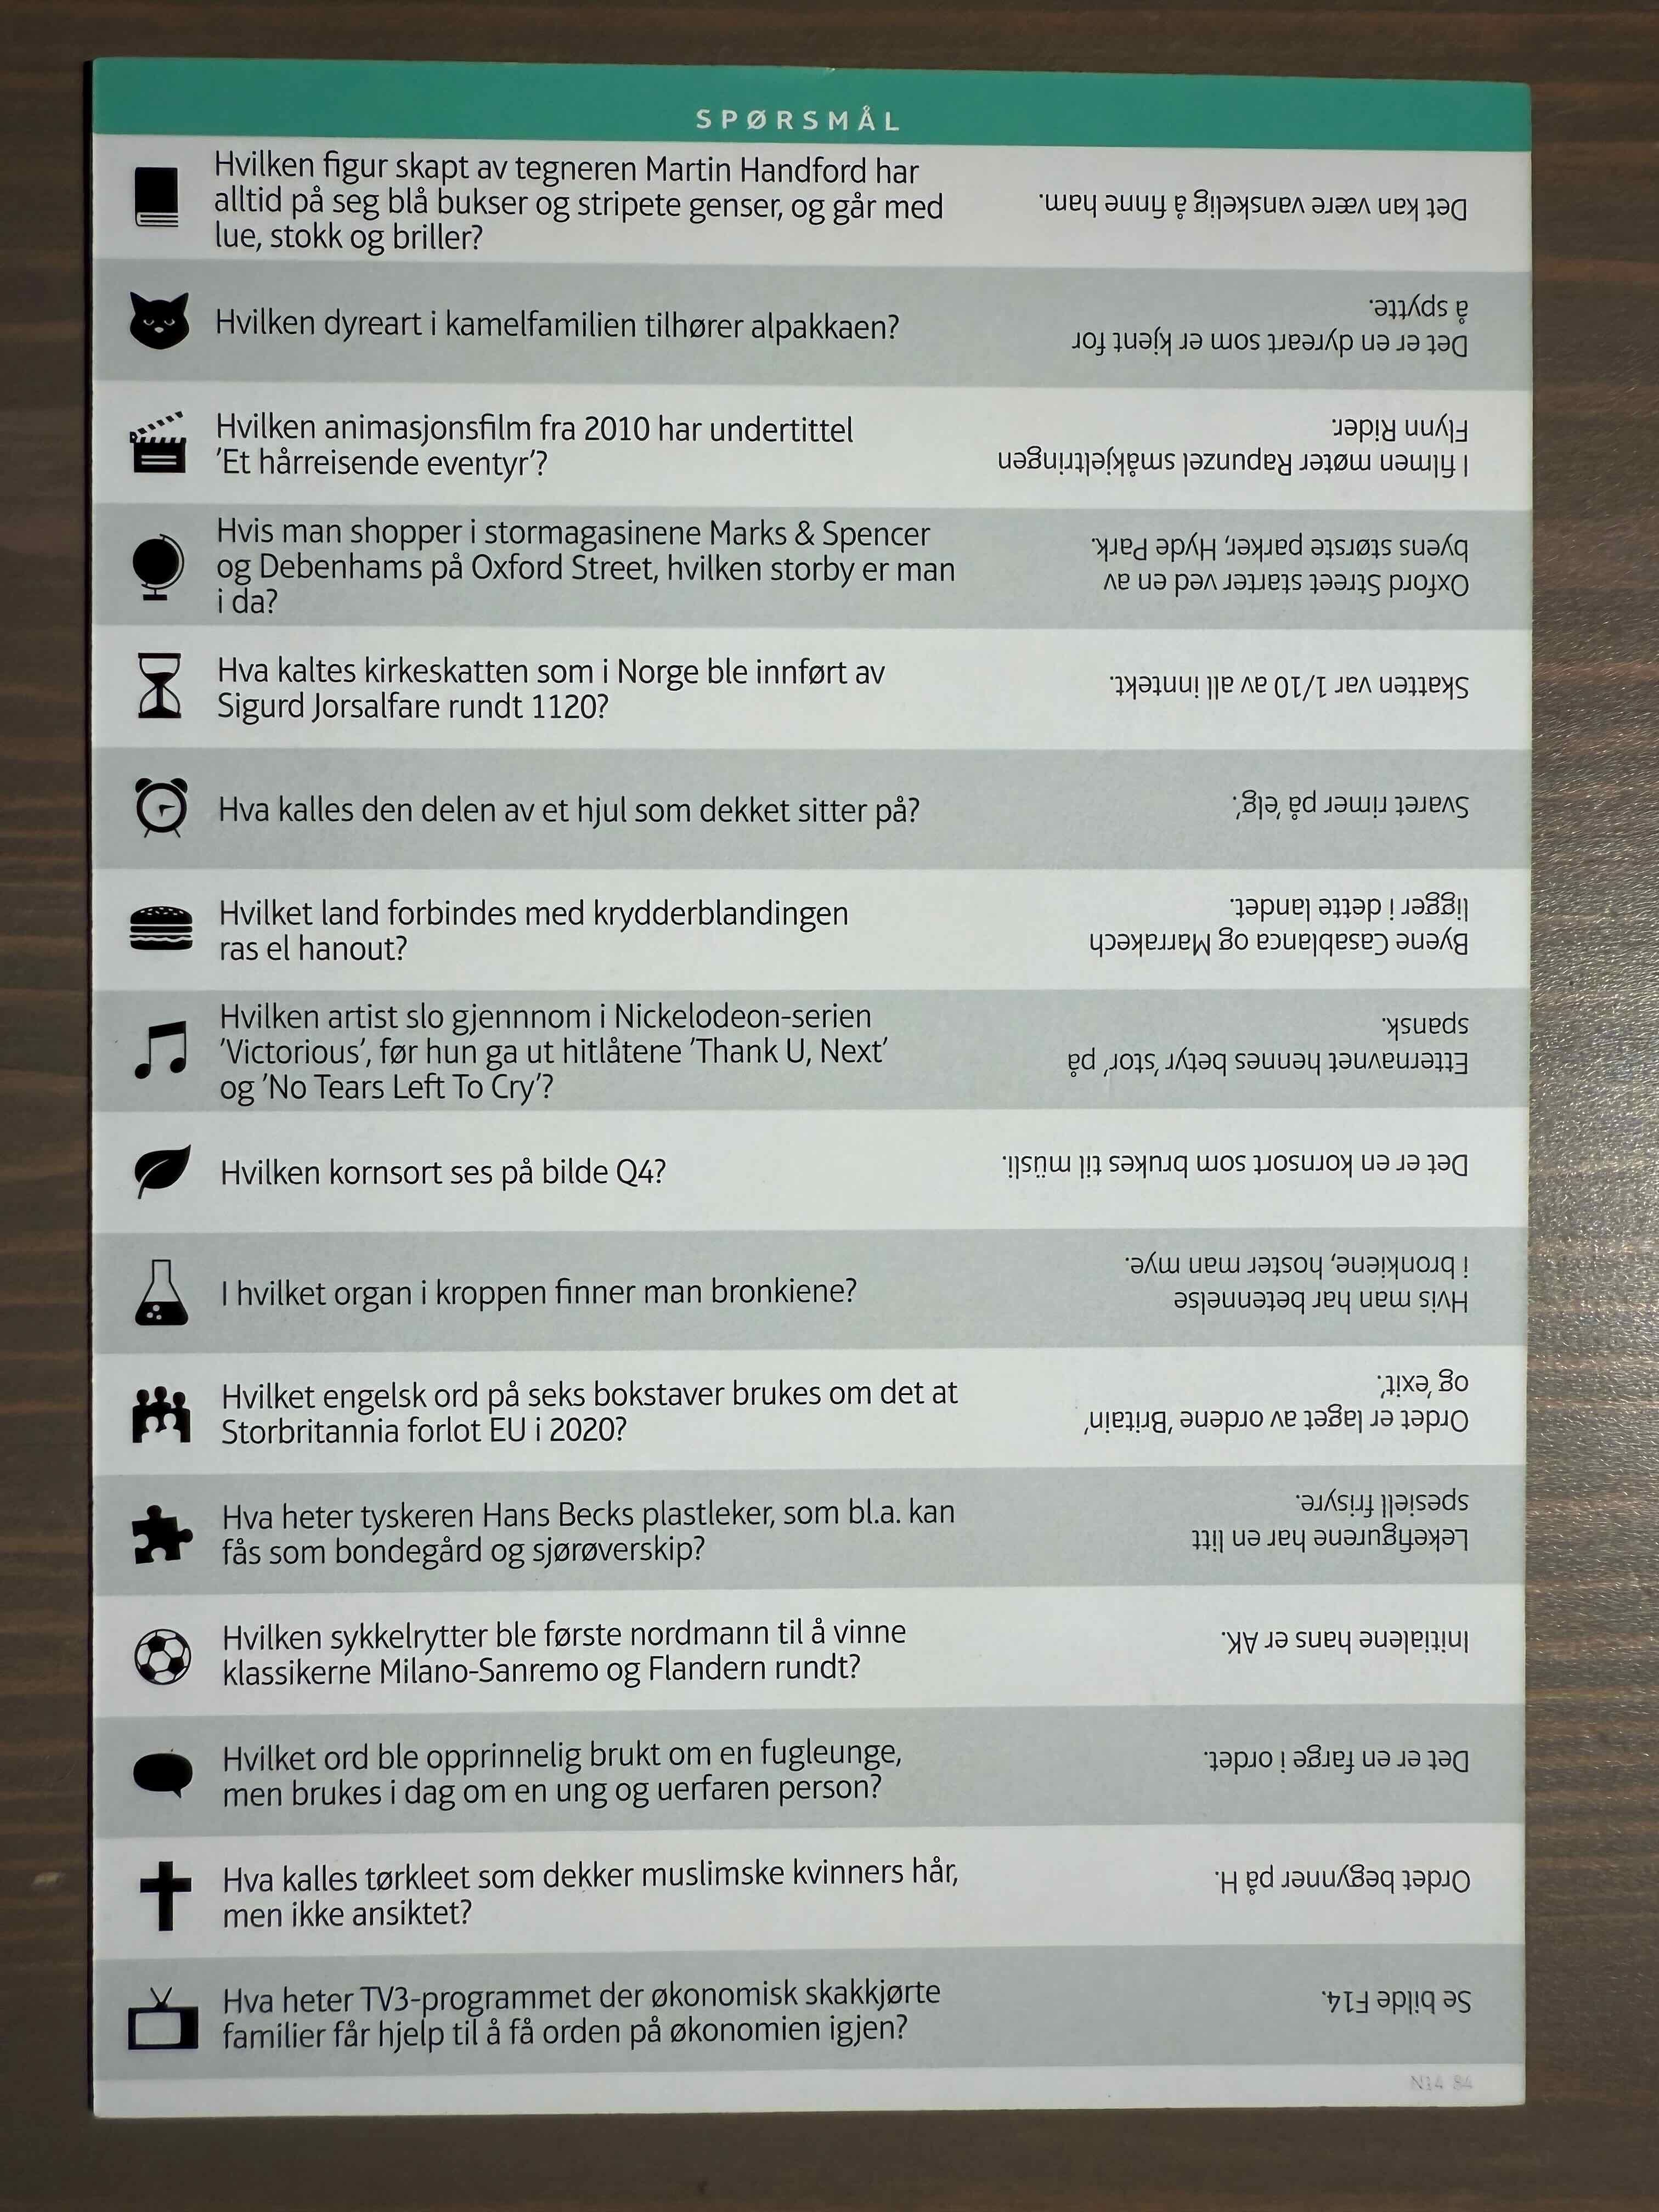 SPØRSMÅL
Hvilken figur skapt av tegneren Martin Handford har
alltid på seg blå bukser og stripete genser, og går med
lue, stokk og briller?
Det kan være vanskelig å finne ham.
Hvilken dyreart i kamelfamilien tilhører alpakkaen?
Det er en dyreart som er kjent for
å spytte.
Hvilken animasjonsfilm fra 2010 har undertittel
'Et hårreisende eventyr'?
I filmen møter Rapunzel småkjeltringen
Flynn Rider.
Hvis man shopper i stormagasinene Marks & Spencer
og Debenhams på Oxford Street, hvilken storby er man
i da?
Oxford Street starter ved en av
byens største parker, Hyde Park.
Hva kaltes kirkeskatten som i Norge ble innført av
Sigurd Jorsalfare rundt 1120?
Skatten var 1/10 av all inntekt.
Hva kalles den delen av et hjul som dekket sitter på?
Svaret rimer på 'elg'.
Hvilket land forbindes med krydderblandingen
ras el hanout?
Byene Casablanca og Marrakech
ligger i dette landet.
Hvilken artist slo gjennnom i Nickelodeon-serien
'Victorious', før hun ga ut hitlåtene 'Thank U, Next'
og 'No Tears Left To Cry'?
Etternavnet hennes betyr 'stor' på
spansk.
Hvilken kornsort ses på bilde Q4?
Det er en kornsort som brukes til müsli.
I hvilket organ i kroppen finner man bronkiene?
Hvis man har betennelse
i bronkiene, hoster man mye.
Hvilket engelsk ord på seks bokstaver brukes om det at
Storbritannia forlot EU i 2020?
Ordet er laget av ordene 'Britain'
og 'exit'.
Hva heter tyskeren Hans Becks plastleker, som bl.a. kan
fås som bondegård og sjørøverskip?
Lekefigurene har en litt
spesiell frisyre.
Hvilken sykkelrytter ble første nordmann til å vinne
klassikerne Milano-Sanremo og Flandern rundt?
Initialene hans er AK.
Hvilket ord ble opprinnelig brukt om en fugleunge,
men brukes i dag om en ung og uerfaren person?
Det er en farge i ordet.
Hva kalles tørkleet som dekker muslimske kvinners hår,
men ikke ansiktet?
Ordet begynner på H.
Hva heter TV3-programmet der økonomisk skakkjørte
familier får hjelp til å få orden på økonomien igjen?
Se bilde F14.
N14 84